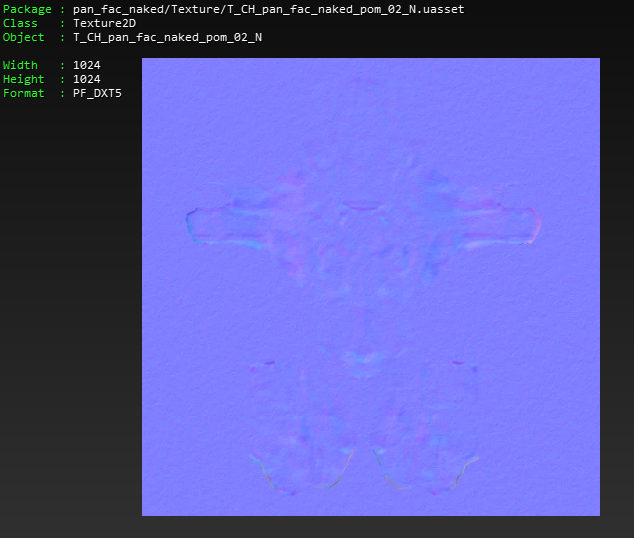 Package : pan_fac_naked/Texture/T_CH_pan_fac_naked_pom_02_N.uasset
Class : Texture2D
Object : T_CH_pan_fac_naked_pom_02_N
Width : 1024
Height : 1024
Format : PF_DXT5